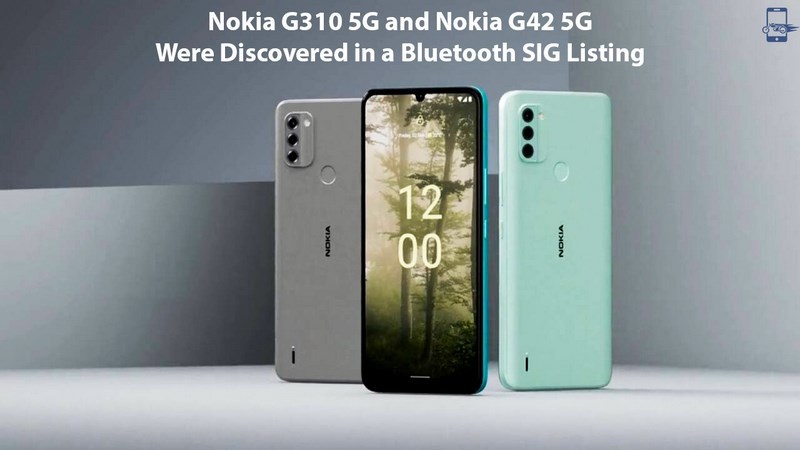 Nokia G310 5G and Nokia G42 5G
Were Discovered in a Bluetooth SIG Listing
12
00
NOKIA
NOKIA